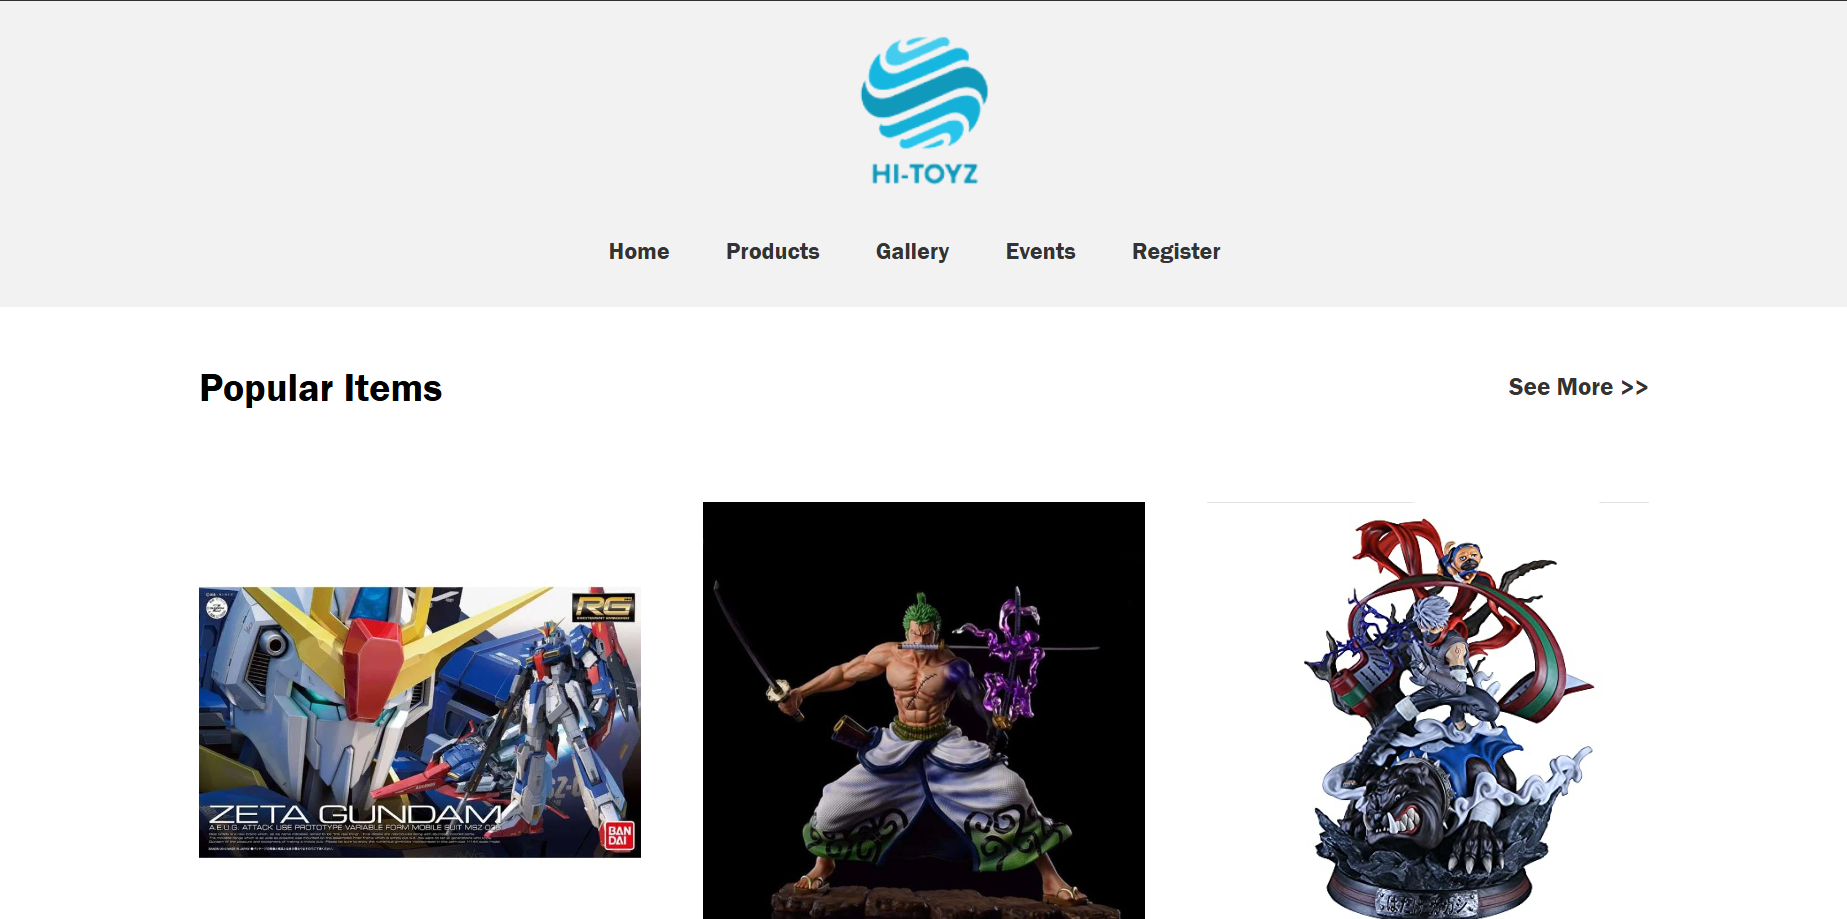 HI-TOYZ
Home Products Gallery Events Register
Popular Items
See More >>
RG
ZETA GUNDAM
A.E.U.G. ATTACK USE PROTOTYPE VARIABLE FORM MOBILE SUIT MSZ
BAN
DAI